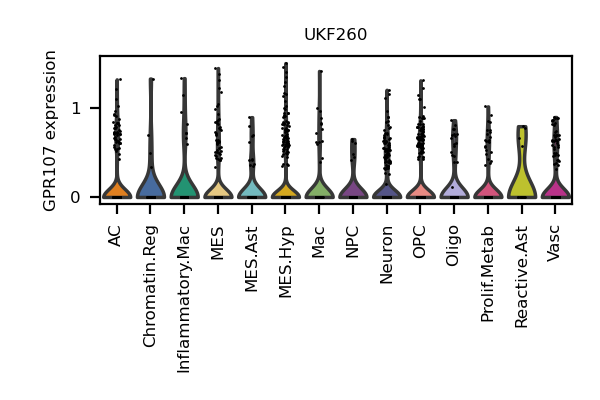 UKF260
GPR107 expression
1
0
AC
Chromatin.Reg
Inflammatory.Mac
MES
MES.Ast
MES.Hyp
Mac
NPC
Neuron
OPC
Oligo
Prolif.Metab
Reactive.Ast
Vasc